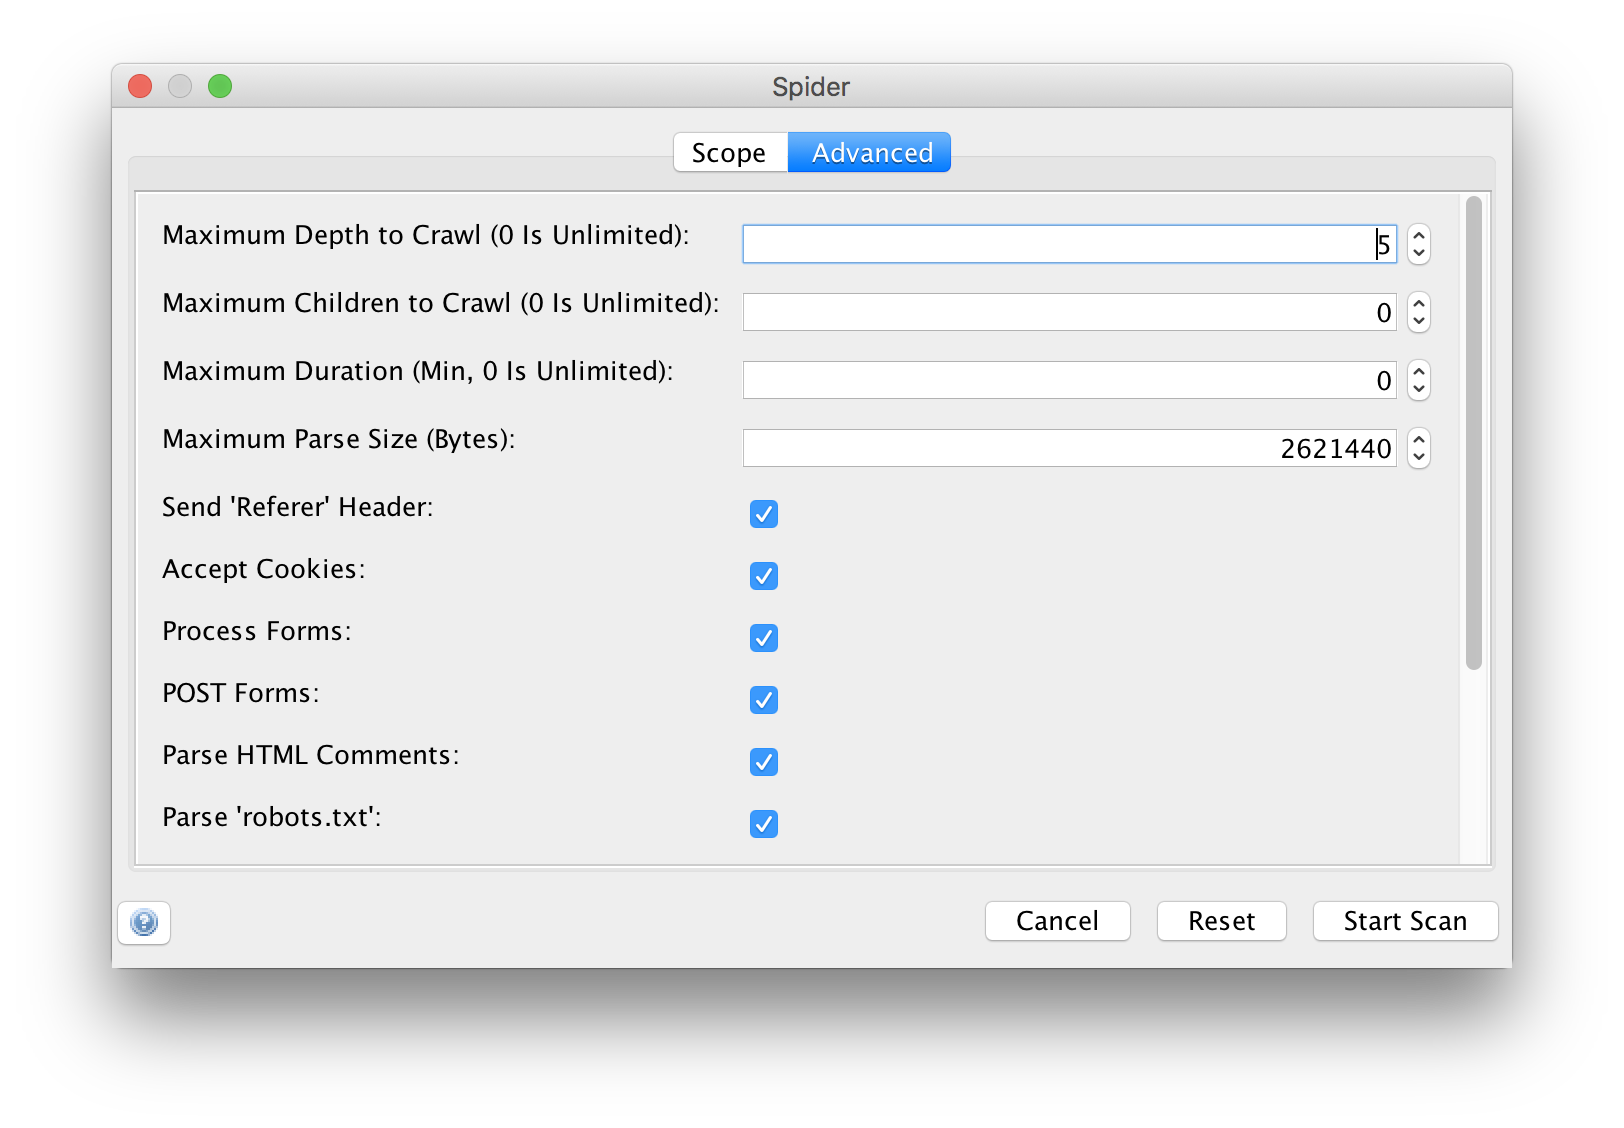 Spider
Scope Advanced
Maximum Depth to Crawl (0 Is Unlimited): 5
Maximum Children to Crawl (0 Is Unlimited): 0
Maximum Duration (Min, 0 Is Unlimited): 0
Maximum Parse Size (Bytes): 2621440
Send 'Referer' Header:
Accept Cookies:
Process Forms:
POST Forms:
Parse HTML Comments:
Parse 'robots.txt':
? Cancel Reset Start Scan